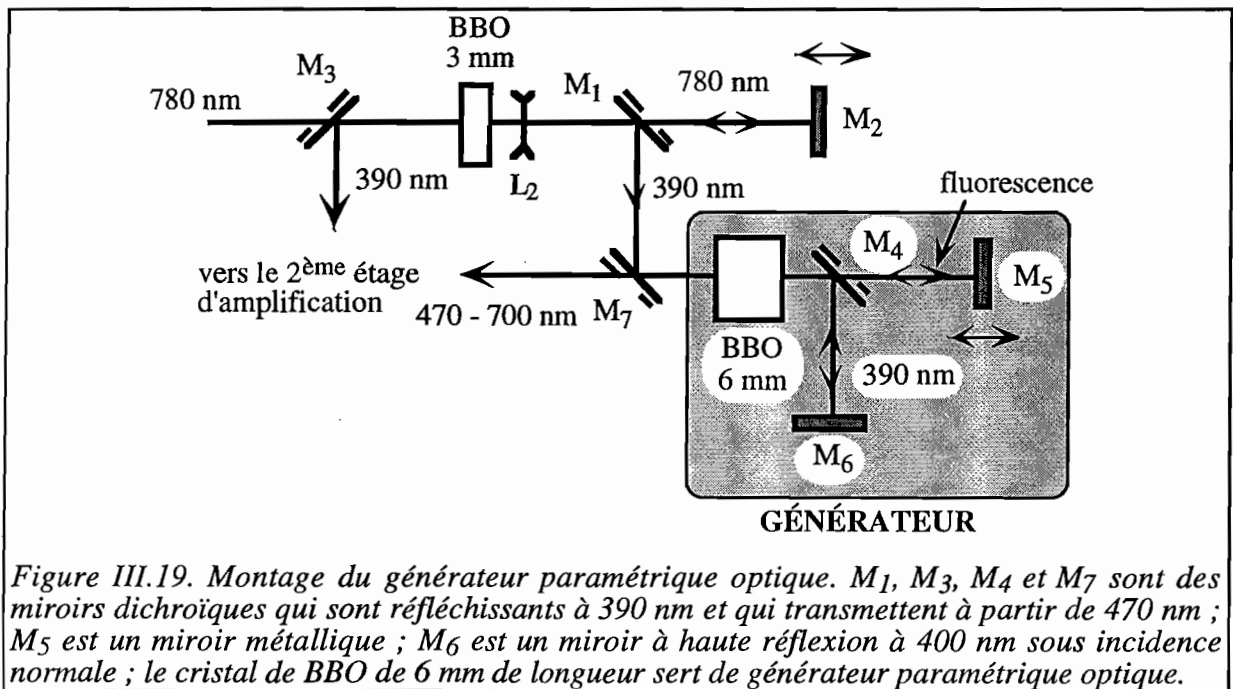 BBO
3 mm
M3
M1
780 nm
780 nm
M2
390 nm
L2
390 nm
fluorescence
M4
M5
vers le 2ème étage
d'amplification
470 - 700 nm
M7
BBO
6 mm
390 nm
M6
GÉNÉRATEUR
Figure III.19. Montage du générateur paramétrique optique. M1, M3, M4 et M7 sont des
miroirs dichroïques qui sont réfléchissants à 390 nm et qui transmettent à partir de 470 nm ;
M5 est un miroir métallique ; M6 est un miroir à haute réflexion à 400 nm sous incidence
normale ; le cristal de BBO de 6 mm de longueur sert de générateur paramétrique optique.